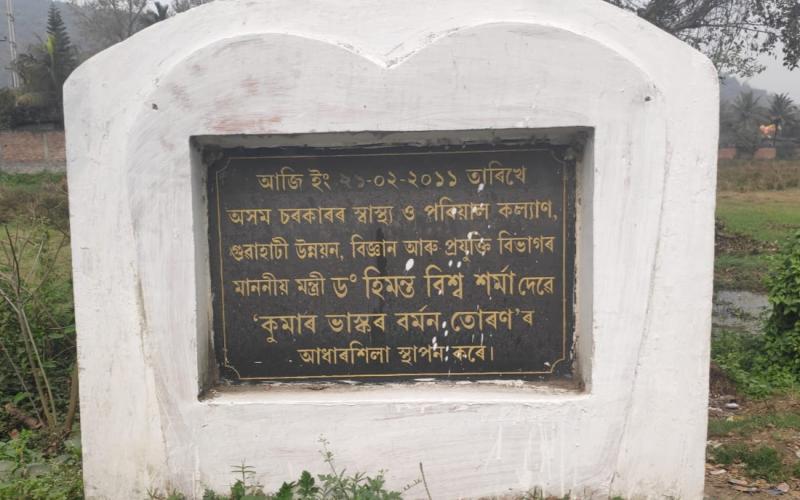 আজি ইং ২১-০২-২০১১ তাৰিখে
অসম চৰকাৰৰ স্বাস্থ্য ও পৰিয়াল কল্যাণ,
গুৱাহাটী উন্নয়ন, বিজ্ঞান আৰু প্ৰযুক্তি বিভাগৰ
মাননীয় মন্ত্ৰী ড° হিমন্ত বিশ্ব শৰ্মা দেৱে
‘কুমাৰ ভাস্কৰ বৰ্মন তোৰণ’ৰ
আধাৰশিলা স্থাপন কৰে।